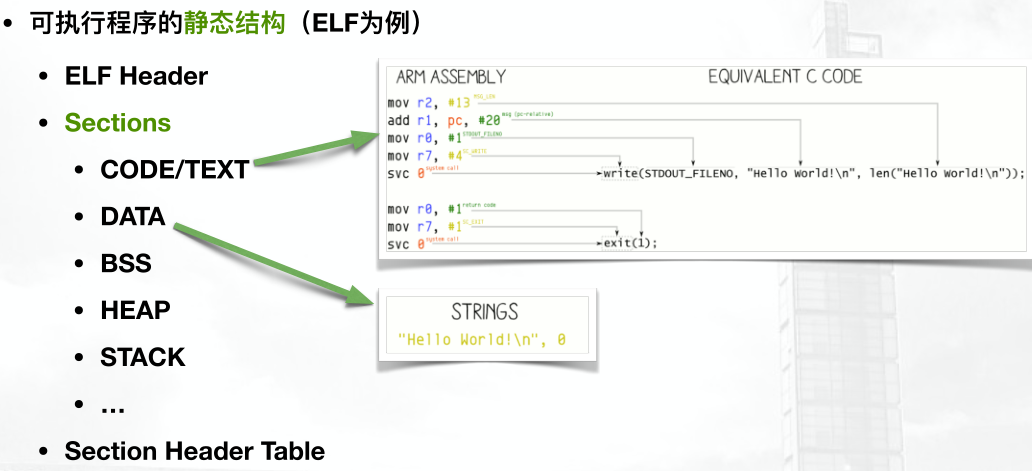 • 可执行程序的静态结构（ELF为例）
• ELF Header
• Sections
• CODE/TEXT
• DATA
• BSS
• HEAP
• STACK
• ...
• Section Header Table
ARM ASSEMBLY EQUIVALENT C CODE
mov r2, #13 MSG_LEN
add r1, pc, #20 msg (pc-relative)
mov r0, #1 STDOUT_FILENO
mov r7, #4 SC_WRITE
svc 0 system call write(STDOUT_FILENO, "Hello World!\n", len("Hello World!\n"));
mov r0, #1 return code
mov r7, #1 SC_EXIT
svc 0 system call exit(1);
STRINGS
"Hello World!\n", 0